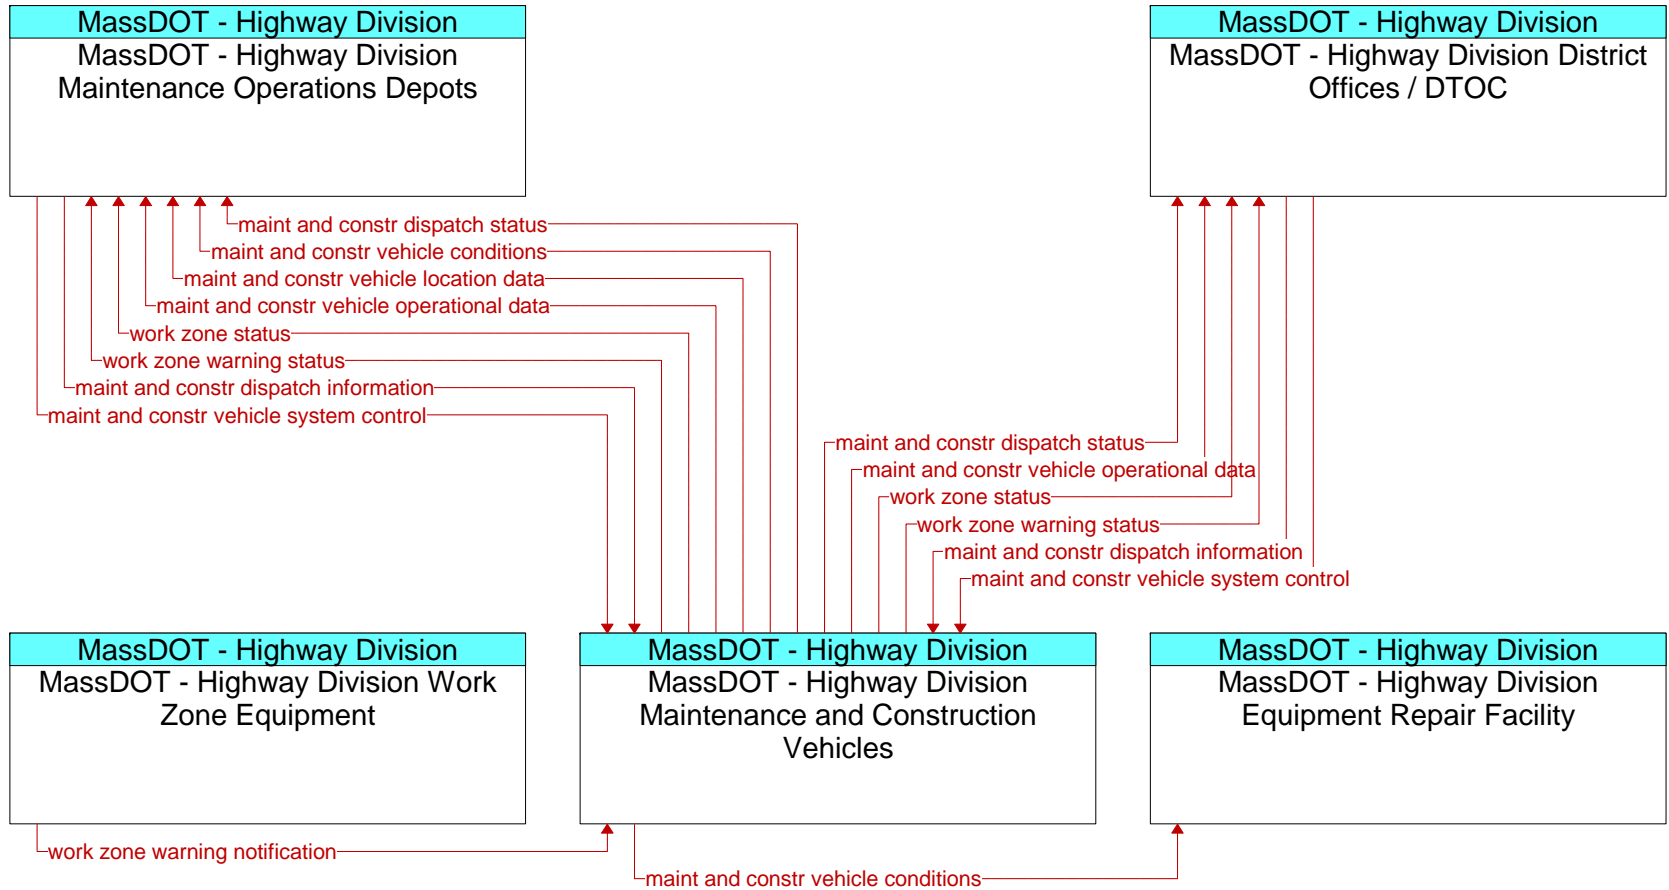 MassDOT - Highway Division
MassDOT - Highway Division
Maintenance Operations Depots
MassDOT - Highway Division
MassDOT - Highway Division District
Offices / DTOC
maint and constr dispatch status
maint and constr vehicle conditions
maint and constr vehicle location data
maint and constr vehicle operational data
work zone status
work zone warning status
maint and constr dispatch information
maint and constr vehicle system control
maint and constr dispatch status
maint and constr vehicle operational data
work zone status
work zone warning status
maint and constr dispatch information
maint and constr vehicle system control
MassDOT - Highway Division
MassDOT - Highway Division Work
Zone Equipment
MassDOT - Highway Division
MassDOT - Highway Division
Maintenance and Construction
Vehicles
MassDOT - Highway Division
MassDOT - Highway Division
Equipment Repair Facility
work zone warning notification
maint and constr vehicle conditions